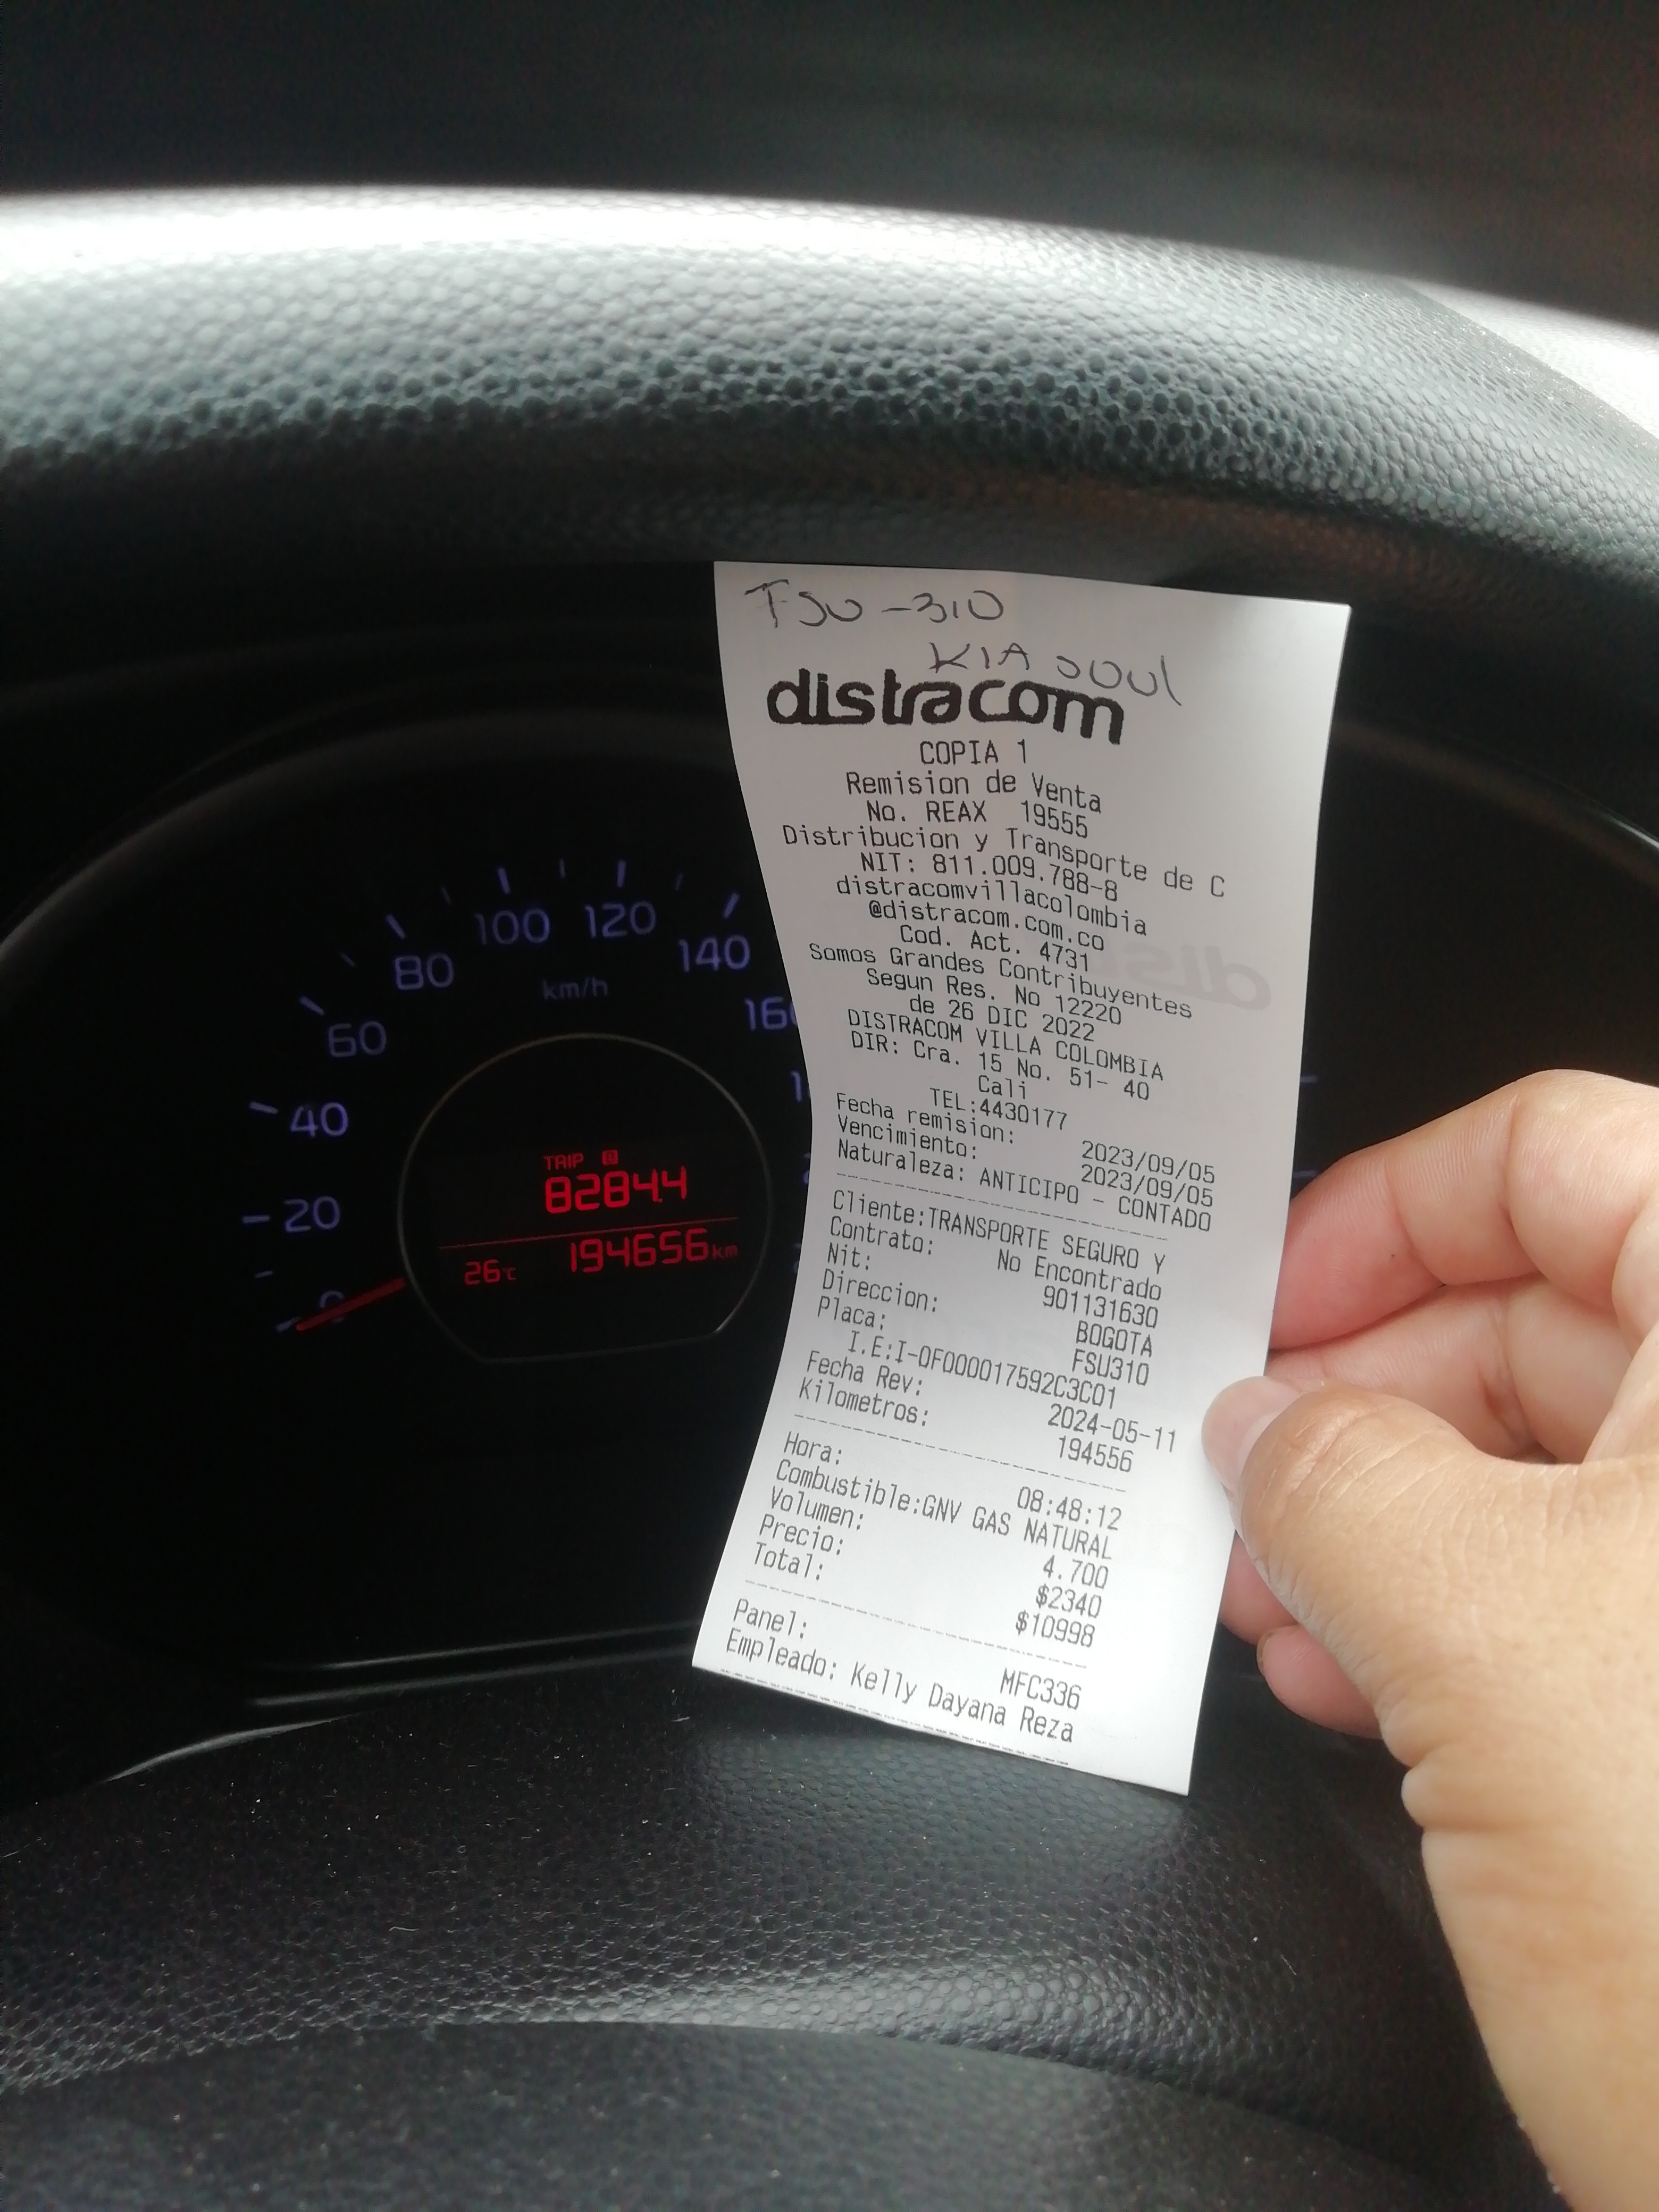 FSU-310
KIA soul
distracom
COPIA 1
Remision de Venta
No. REAX 19555
Distribucion y Transporte de C
NIT: 811.009.788-8
distracomvillacolombia
@distracom.com.co
Cod. Act. 4731
Somos Grandes Contribuyentes
Segun Res. No 12220
de 26 DIC 2022
DISTRACOM VILLA COLOMBIA
DIR: Cra. 15 No. 51- 40
Cali
TEL:4430177
Fecha remision: 2023/09/05
Vencimiento: 2023/09/05
Naturaleza: ANTICIPO - CONTADO
Cliente:TRANSPORTE SEGURO Y
Contrato: No Encontrado
Nit: 901131630
Direccion: BOGOTA
Placa: FSU310
I.E:I-0F000017592C3C01
Fecha Rev: 2024-05-11
Kilometros: 194556
Hora: 08:48:12
Combustible:GNV GAS NATURAL
Volumen: 4.700
Precio: $2340
Total: $10998
Panel: MFC336
Empleado: Kelly Dayana Reza
0
20
40
60
80
100
120
140
160
km/h
TRIP B
8284.4
26°C 194656 km